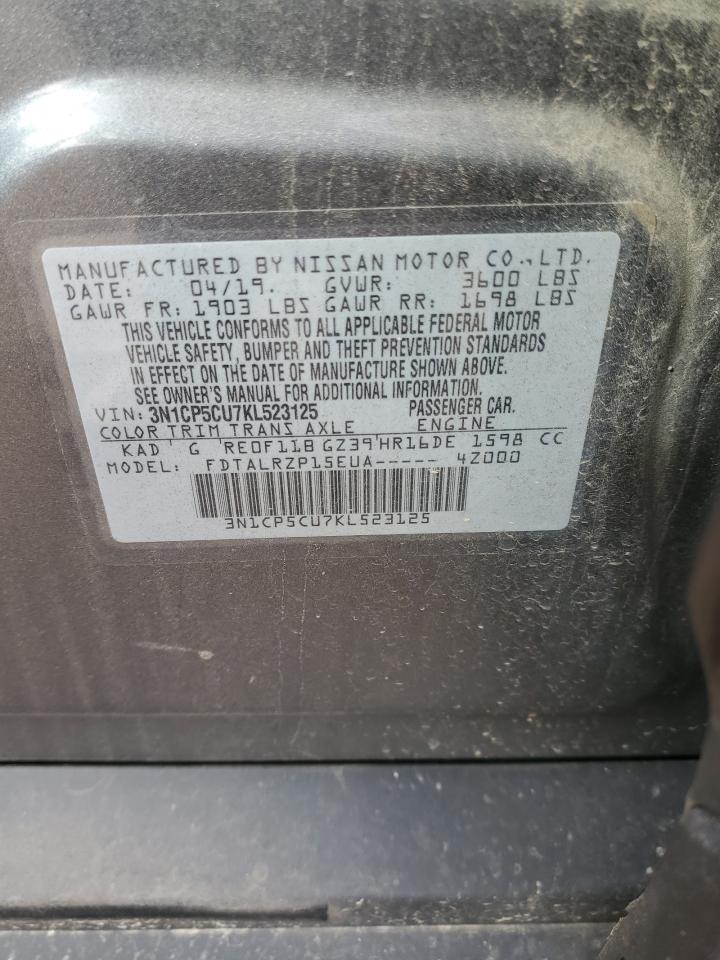 MANUFACTURED BY NISSAN MOTOR CO., LTD.
DATE: 04/19. GVWR: 3600 LBS
GAWR FR: 1903 LBS GAWR RR: 1698 LBS
THIS VEHICLE CONFORMS TO ALL APPLICABLE FEDERAL MOTOR
VEHICLE SAFETY, BUMPER AND THEFT PREVENTION STANDARDS
IN EFFECT ON THE DATE OF MANUFACTURE SHOWN ABOVE.
SEE OWNER'S MANUAL FOR ADDITIONAL INFORMATION.
VIN: 3N1CP5CU7KL523125 PASSENGER CAR.
COLOR TRIM TRANS AXLE ENGINE
KAD G RE0F11B GZ39 HR16DE 1598 CC
MODEL: FDTALRZP15EUA----- 4Z000
3N1CP5CU7KL523125